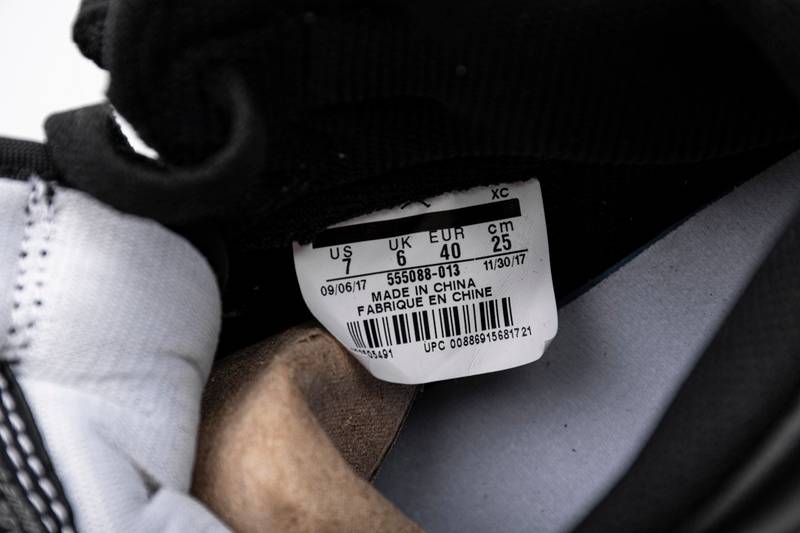 XC
US UK EUR cm
7 6 40 25
555088-013
09/06/17 11/30/17
MADE IN CHINA
FABRIQUE EN CHINE
UPC 00886915681721